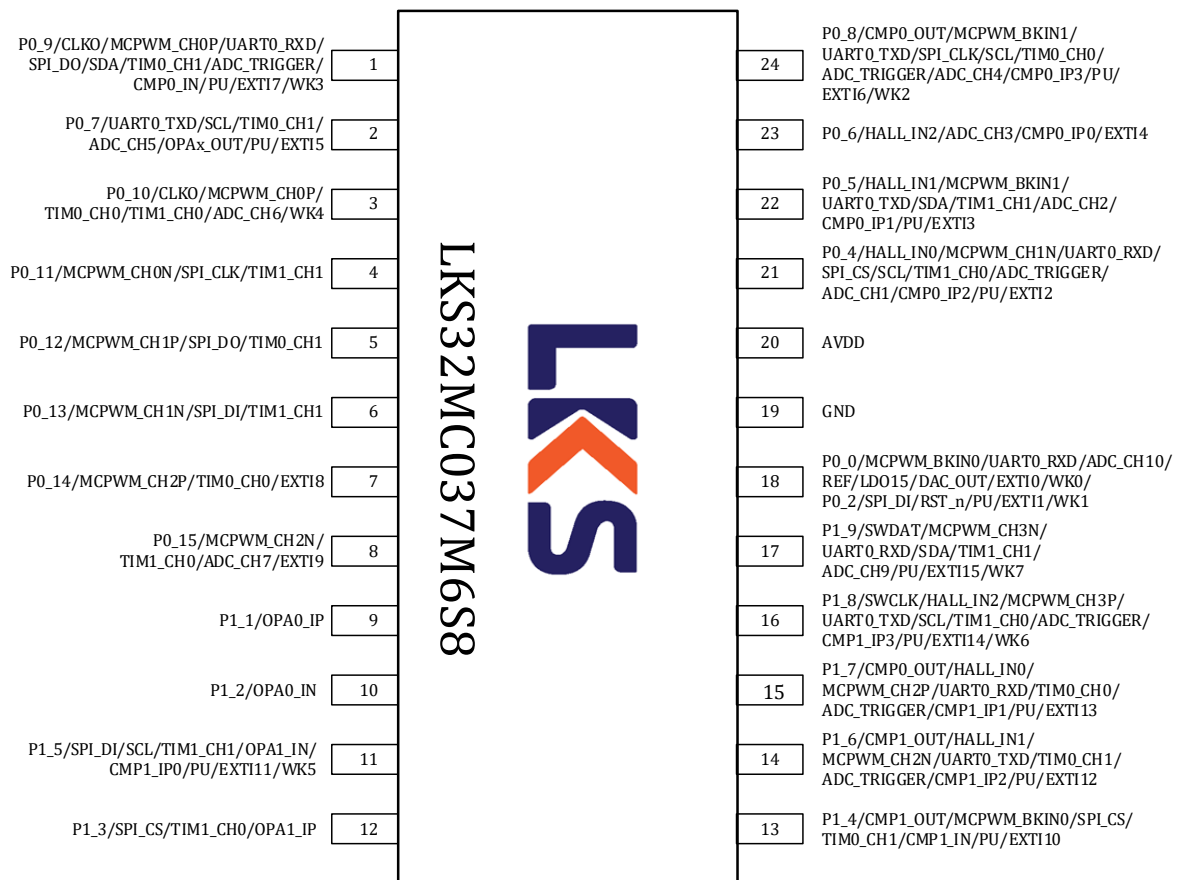 P0_9/CLKO/MCPWM_CH0P/UART0_RXD/
SPI_DO/SDA/TIM0_CH1/ADC_TRIGGER/
CMP0_IN/PU/EXTI7/WK3
1
P0_7/UART0_TXD/SCL/TIM0_CH1/
ADC_CH5/OPAx_OUT/PU/EXTI5
2
P0_10/CLKO/MCPWM_CH0P/
TIM0_CH0/TIM1_CH0/ADC_CH6/WK4
3
P0_11/MCPWM_CH0N/SPI_CLK/TIM1_CH1
4
P0_12/MCPWM_CH1P/SPI_DO/TIM0_CH1
5
P0_13/MCPWM_CH1N/SPI_DI/TIM1_CH1
6
P0_14/MCPWM_CH2P/TIM0_CH0/EXTI8
7
P0_15/MCPWM_CH2N/
TIM1_CH0/ADC_CH7/EXTI9
8
P1_1/OPA0_IP
9
P1_2/OPA0_IN
10
P1_5/SPI_DI/SCL/TIM1_CH1/OPA1_IN/
CMP1_IP0/PU/EXTI11/WK5
11
P1_3/SPI_CS/TIM1_CH0/OPA1_IP
12
LKS32MC037M6S8
LKS
24
P0_8/CMP0_OUT/MCPWM_BKIN1/
UART0_TXD/SPI_CLK/SCL/TIM0_CH0/
ADC_TRIGGER/ADC_CH4/CMP0_IP3/PU/
EXTI6/WK2
23
P0_6/HALL_IN2/ADC_CH3/CMP0_IP0/EXTI4
22
P0_5/HALL_IN1/MCPWM_BKIN1/
UART0_TXD/SDA/TIM1_CH1/ADC_CH2/
CMP0_IP1/PU/EXTI3
21
P0_4/HALL_IN0/MCPWM_CH1N/UART0_RXD/
SPI_CS/SCL/TIM1_CH0/ADC_TRIGGER/
ADC_CH1/CMP0_IP2/PU/EXTI2
20
AVDD
19
GND
18
P0_0/MCPWM_BKIN0/UART0_RXD/ADC_CH10/
REF/LDO15/DAC_OUT/EXTI0/WK0/
P0_2/SPI_DI/RST_n/PU/EXTI1/WK1
17
P1_9/SWDAT/MCPWM_CH3N/
UART0_RXD/SDA/TIM1_CH1/
ADC_CH9/PU/EXTI15/WK7
16
P1_8/SWCLK/HALL_IN2/MCPWM_CH3P/
UART0_TXD/SCL/TIM1_CH0/ADC_TRIGGER/
CMP1_IP3/PU/EXTI14/WK6
15
P1_7/CMP0_OUT/HALL_IN0/
MCPWM_CH2P/UART0_RXD/TIM0_CH0/
ADC_TRIGGER/CMP1_IP1/PU/EXTI13
14
P1_6/CMP1_OUT/HALL_IN1/
MCPWM_CH2N/UART0_TXD/TIM0_CH1/
ADC_TRIGGER/CMP1_IP2/PU/EXTI12
13
P1_4/CMP1_OUT/MCPWM_BKIN0/SPI_CS/
TIM0_CH1/CMP1_IN/PU/EXTI10